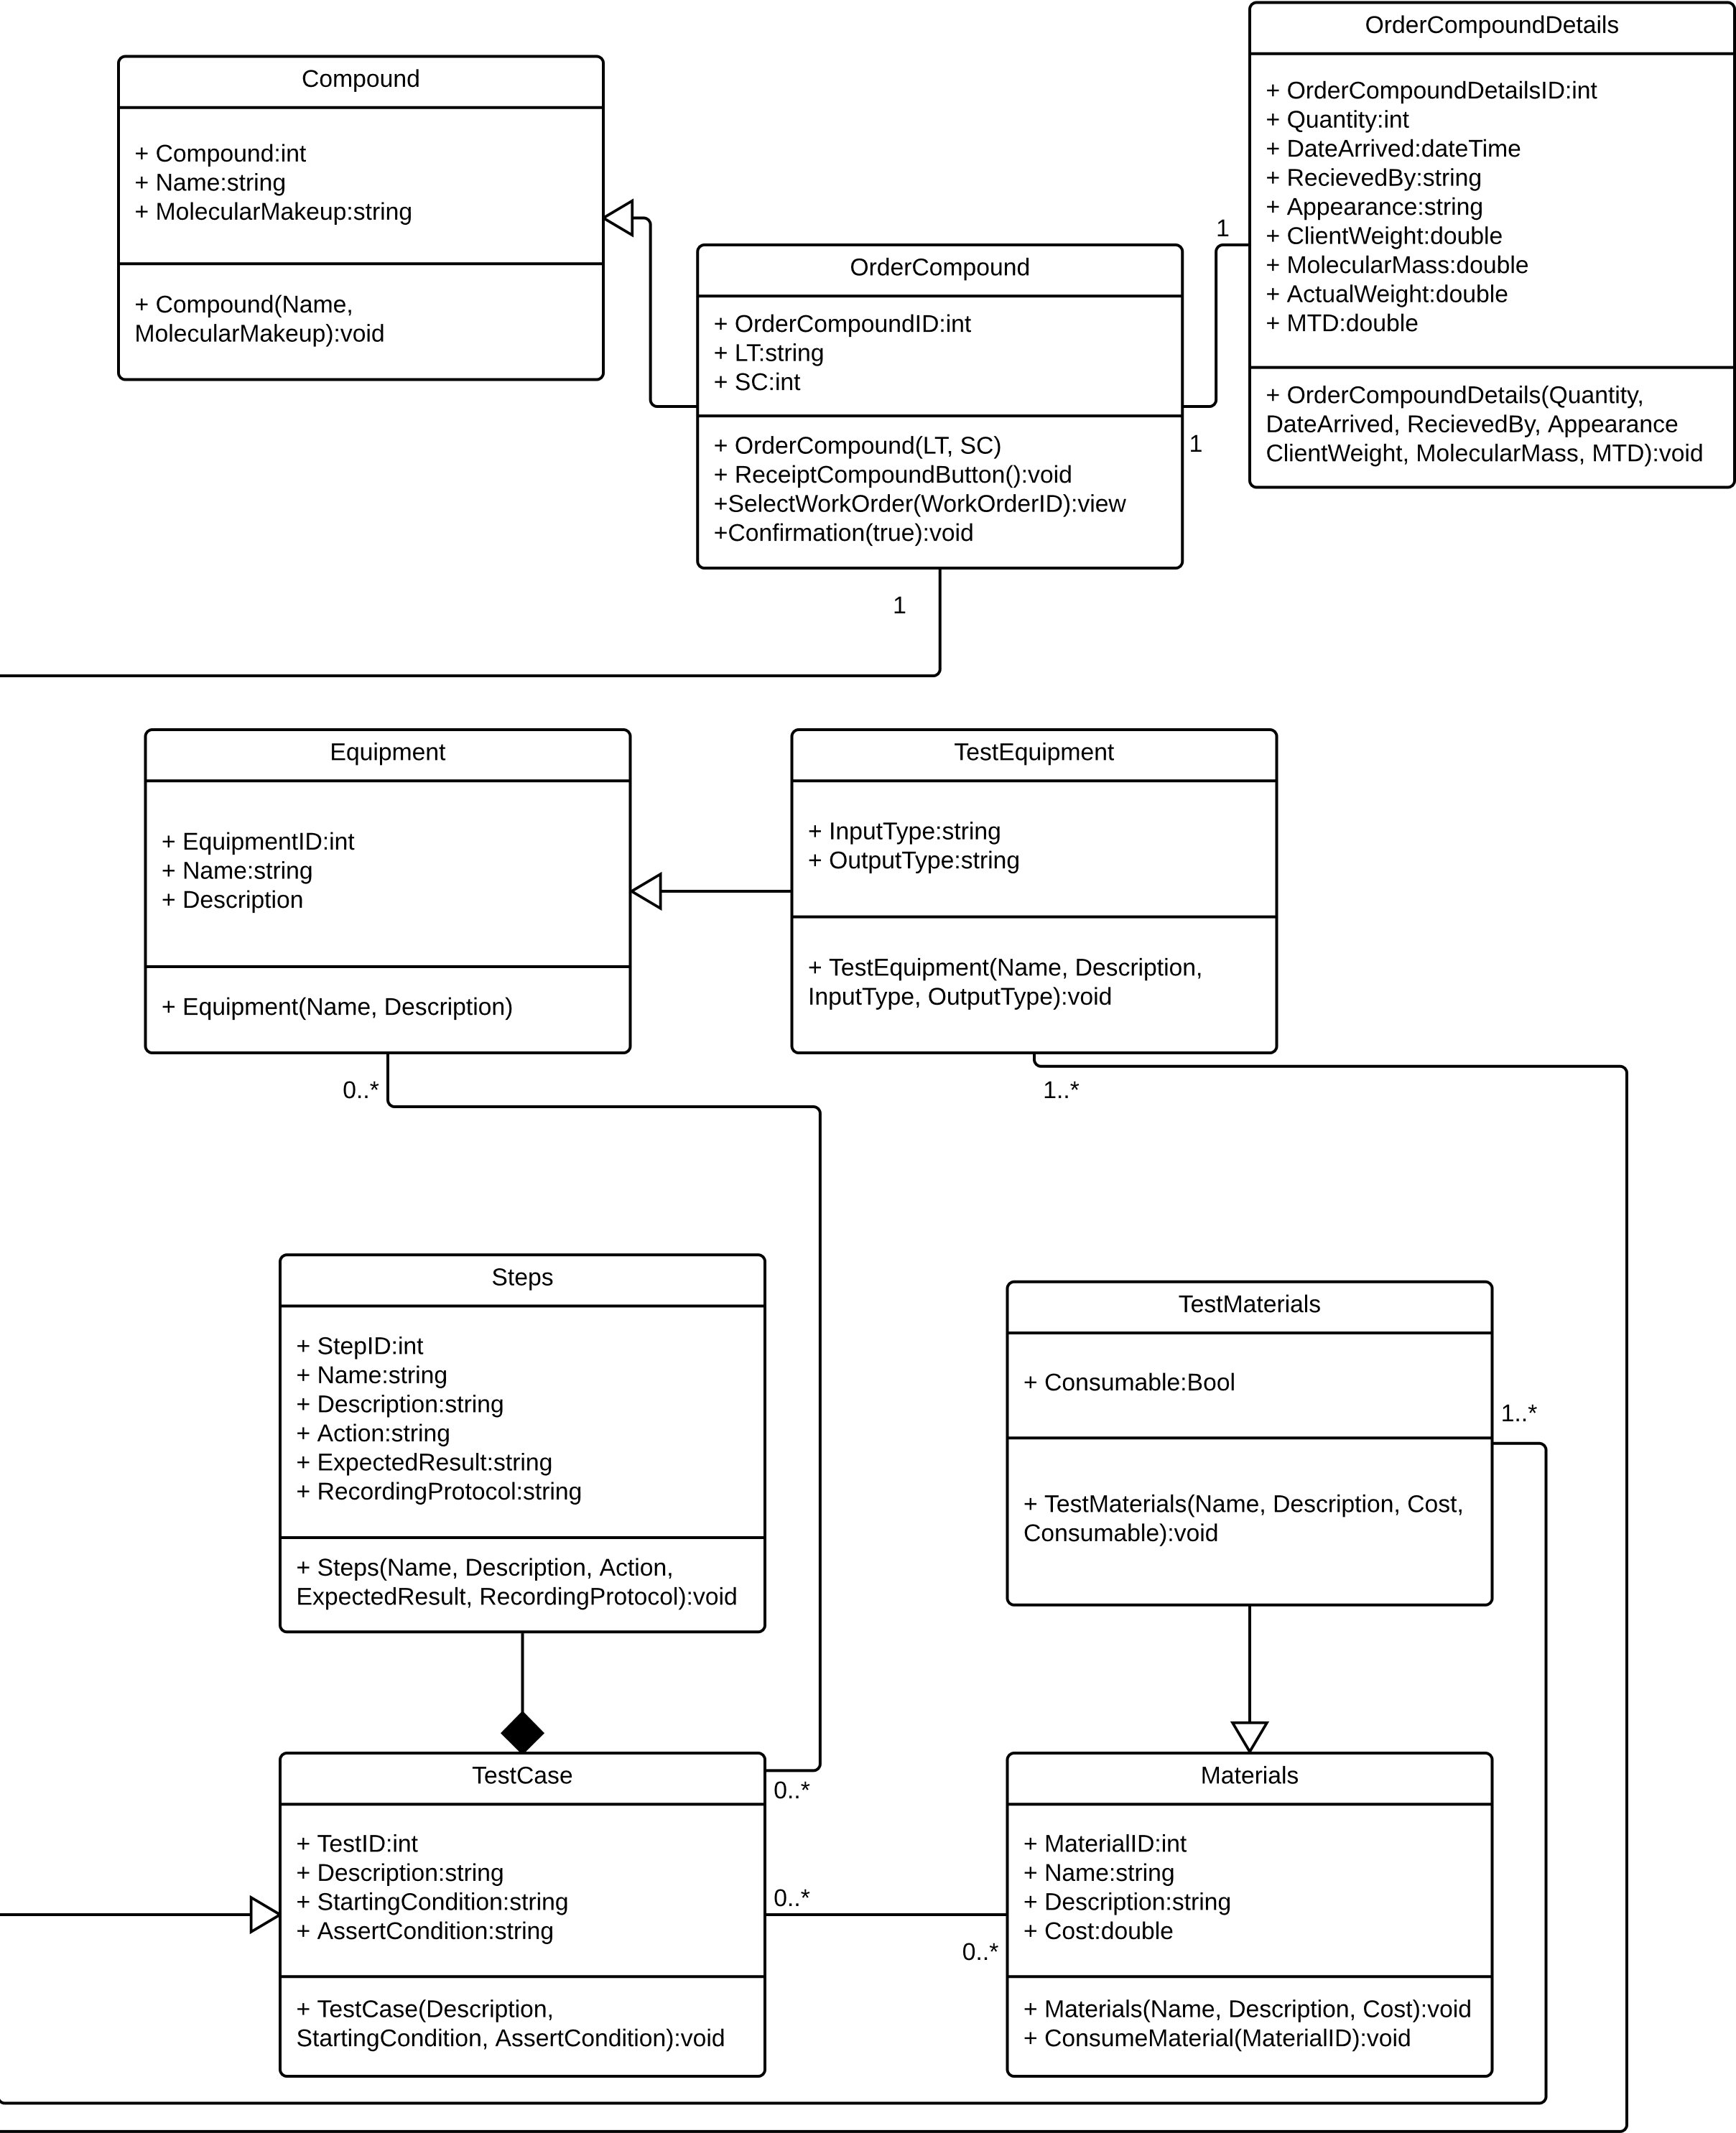 Compound
+ Compound:int
+ Name:string
+ MolecularMakeup:string
+ Compound(Name,
MolecularMakeup):void
OrderCompound
+ OrderCompoundID:int
+ LT:string
+ SC:int
+ OrderCompound(LT, SC)
+ ReceiptCompoundButton():void
+SelectWorkOrder(WorkOrderID):view
+Confirmation(true):void
1
1
1
OrderCompoundDetails
+ OrderCompoundDetailsID:int
+ Quantity:int
+ DateArrived:dateTime
+ RecievedBy:string
+ Appearance:string
+ ClientWeight:double
+ MolecularMass:double
+ ActualWeight:double
+ MTD:double
+ OrderCompoundDetails(Quantity,
DateArrived, RecievedBy, Appearance
ClientWeight, MolecularMass, MTD):void
Equipment
+ EquipmentID:int
+ Name:string
+ Description
+ Equipment(Name, Description)
0..*
TestEquipment
+ InputType:string
+ OutputType:string
+ TestEquipment(Name, Description,
InputType, OutputType):void
1..*
Steps
+ StepID:int
+ Name:string
+ Description:string
+ Action:string
+ ExpectedResult:string
+ RecordingProtocol:string
+ Steps(Name, Description, Action,
ExpectedResult, RecordingProtocol):void
TestMaterials
+ Consumable:Bool
+ TestMaterials(Name, Description, Cost,
Consumable):void
1..*
TestCase
+ TestID:int
+ Description:string
+ StartingCondition:string
+ AssertCondition:string
+ TestCase(Description,
StartingCondition, AssertCondition):void
0..*
0..*
0..*
Materials
+ MaterialID:int
+ Name:string
+ Description:string
+ Cost:double
+ Materials(Name, Description, Cost):void
+ ConsumeMaterial(MaterialID):void